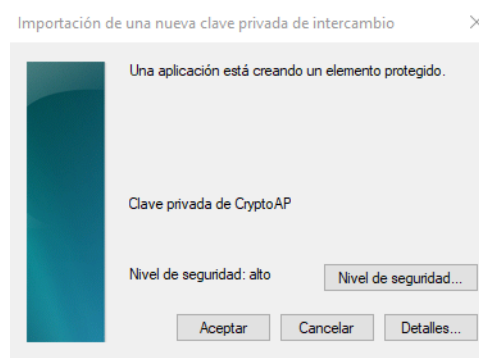 Importación de una nueva clave privada de intercambio
Una aplicación está creando un elemento protegido.
Clave privada de CryptoAP
Nivel de seguridad: alto
Nivel de seguridad...
Aceptar
Cancelar
Detalles...